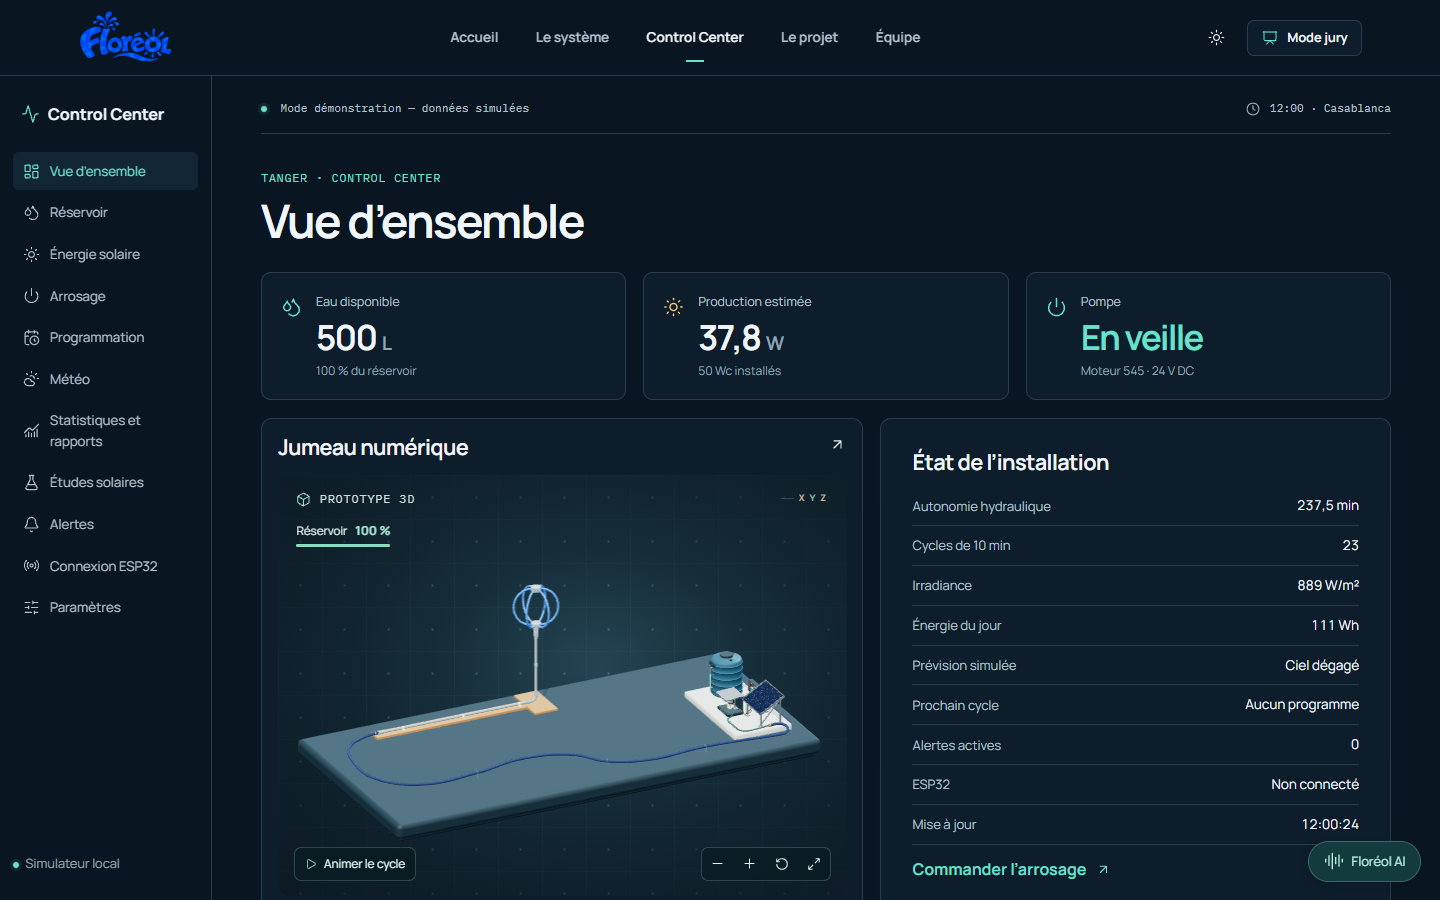 Floréol
Accueil
Le système
Control Center
Le projet
Équipe
Mode jury
Control Center
Vue d'ensemble
Réservoir
Énergie solaire
Arrosage
Programmation
Météo
Statistiques et
rapports
Études solaires
Alertes
Connexion ESP32
Paramètres
Simulateur local
Mode démonstration — données simulées
12:00 · Casablanca
TANGER · CONTROL CENTER
Vue d’ensemble
Eau disponible
500 L
100 % du réservoir
Production estimée
37,8 W
50 Wc installés
Pompe
En veille
Moteur 545 · 24 V DC
Jumeau numérique
PROTOTYPE 3D
X Y Z
Réservoir 100 %
Animer le cycle
État de l’installation
Autonomie hydraulique 237,5 min
Cycles de 10 min 23
Irradiance 889 W/m²
Énergie du jour 111 Wh
Prévision simulée Ciel dégagé
Prochain cycle Aucun programme
Alertes actives 0
ESP32 Non connecté
Mise à jour 12:00:24
Commander l’arrosage
Floréol AI